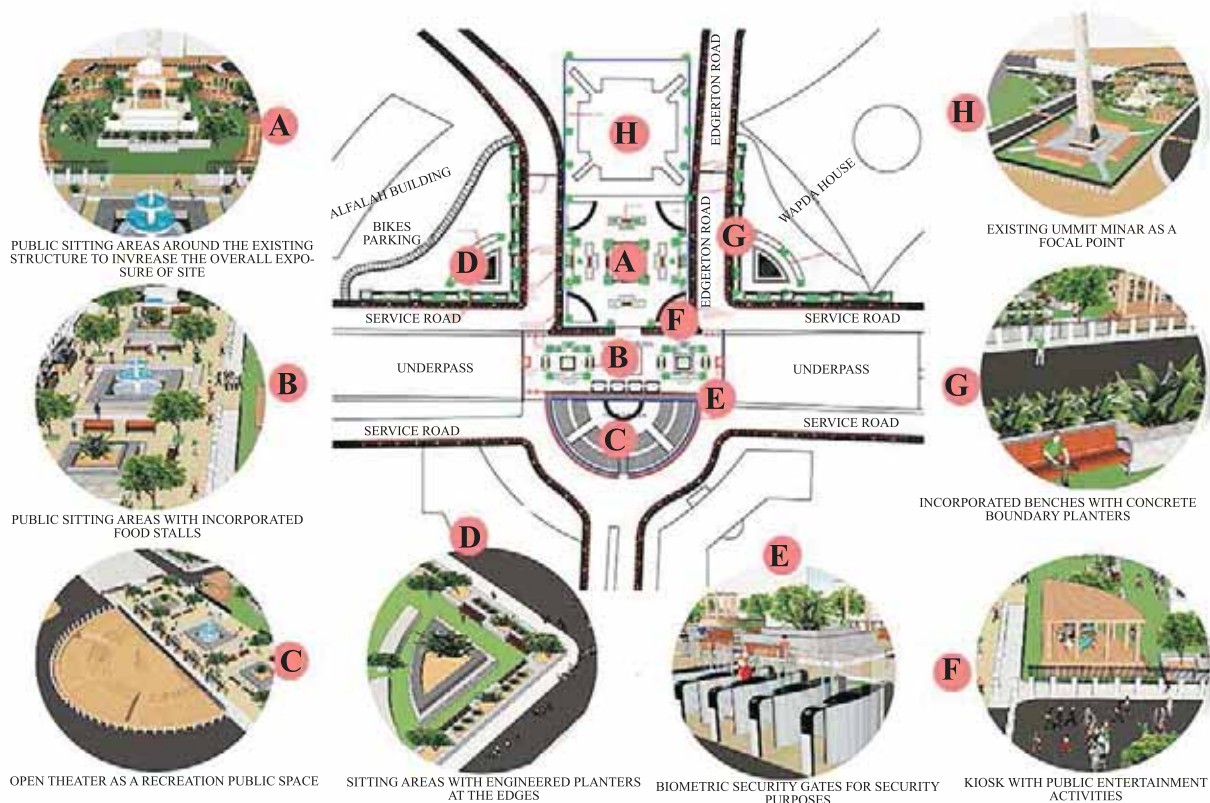 A
PUBLIC SITTING AREAS AROUND THE EXISTING
STRUCTURE TO INVREASE THE OVERALL EXPO-
SURE OF SITE
B
PUBLIC SITTING AREAS WITH INCORPORATED
FOOD STALLS
C
OPEN THEATER AS A RECREATION PUBLIC SPACE
D
SITTING AREAS WITH ENGINEERED PLANTERS
AT THE EDGES
E
BIOMETRIC SECURITY GATES FOR SECURITY
PURPOSES
F
KIOSK WITH PUBLIC ENTERTAINMENT
ACTIVITIES
G
INCORPORATED BENCHES WITH CONCRETE
BOUNDARY PLANTERS
H
EXISTING UMMIT MINAR AS A
FOCAL POINT
EDGERTON ROAD
H
ALFALAH BUILDING
BIKES
PARKING
WAPDA HOUSE
D
A
EDGERTON ROAD
G
F
SERVICE ROAD
SERVICE ROAD
UNDERPASS
B
UNDERPASS
E
SERVICE ROAD
C
SERVICE ROAD